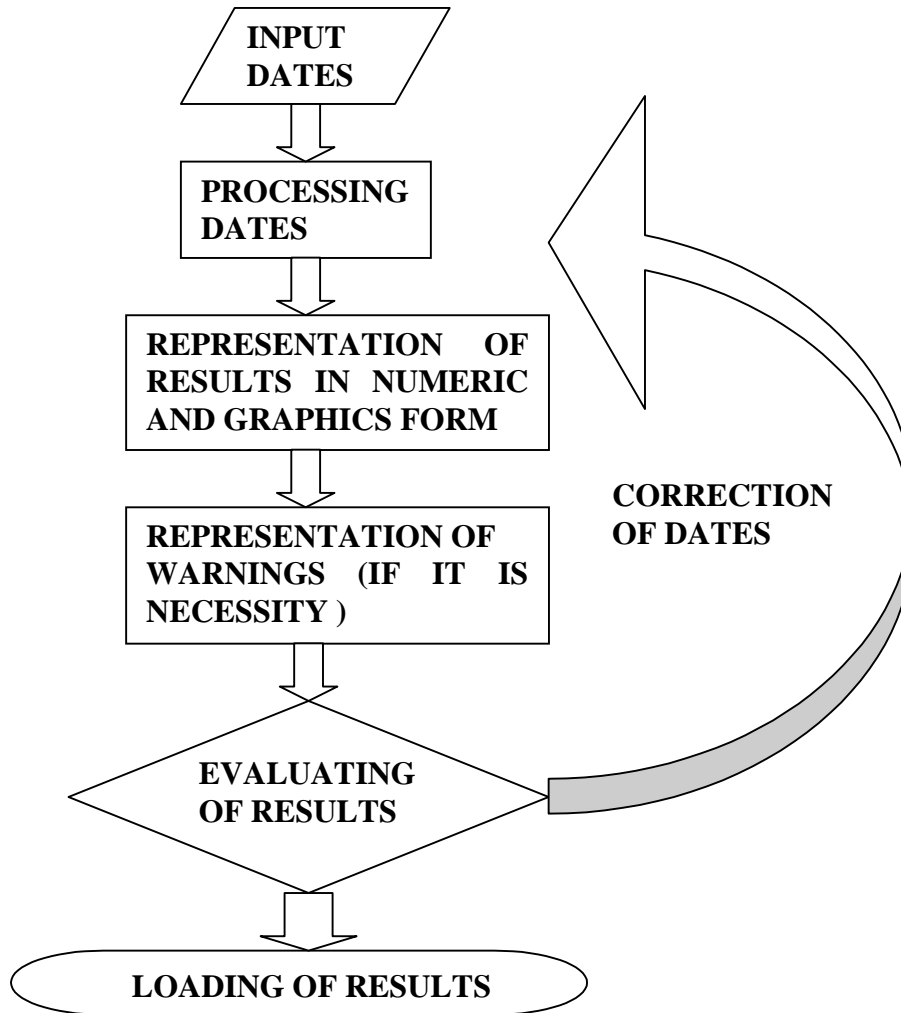 INPUT
DATES
PROCESSING
DATES
REPRESENTATION OF
RESULTS IN NUMERIC
AND GRAPHICS FORM
REPRESENTATION OF
WARNINGS (IF IT IS
NECESSITY )
CORRECTION
OF DATES
EVALUATING
OF RESULTS
LOADING OF RESULTS